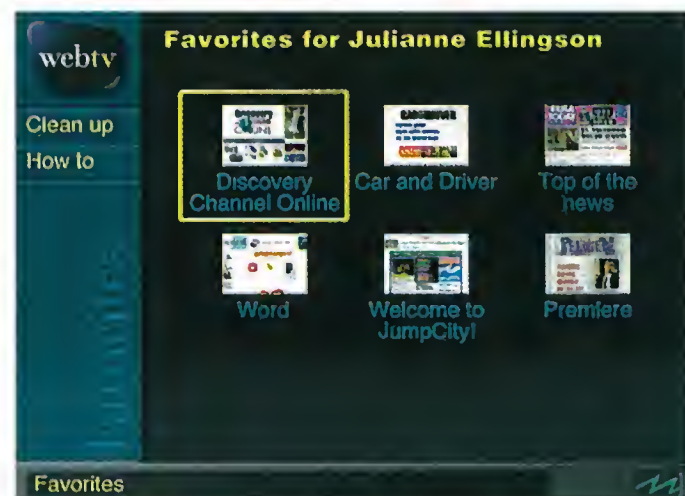 webtv
Favorites for Julianne Ellingson
Clean up
How to
Discovery
Channel Online
Car and Driver
Top of the
news
Word
Welcome to
JumpCity!
Premiere
Favorites